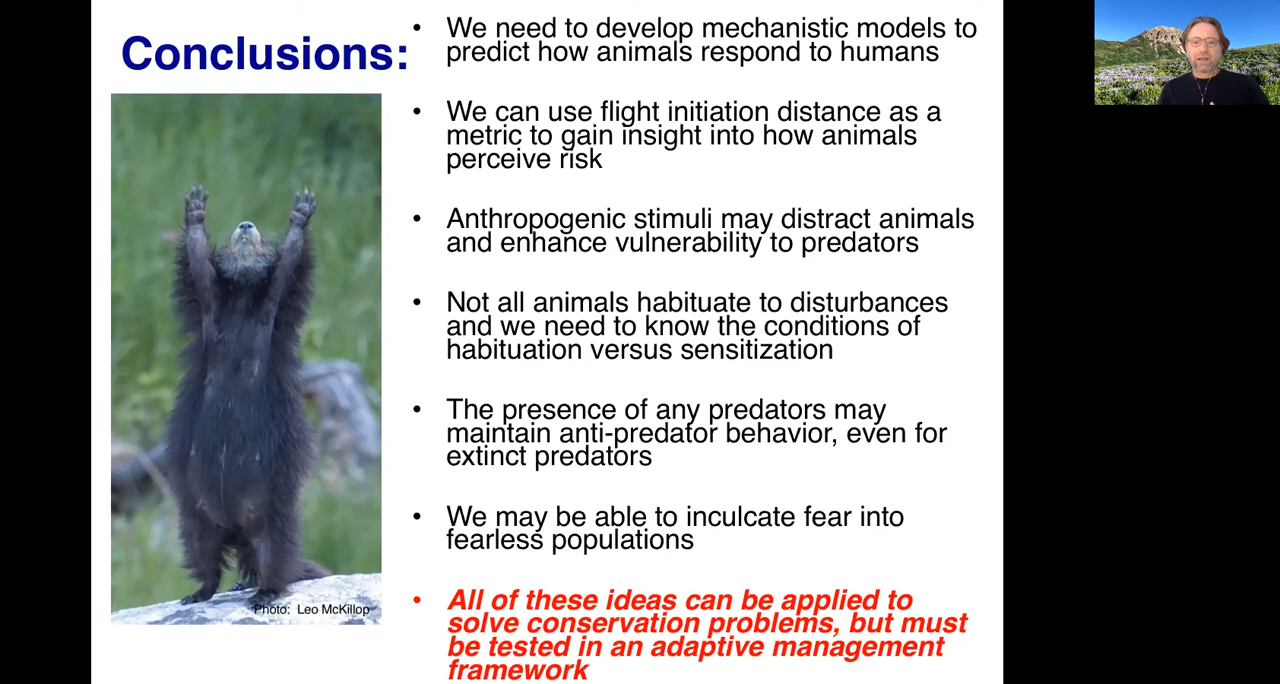 Conclusions:
• We need to develop mechanistic models to
predict how animals respond to humans
• We can use flight initiation distance as a
metric to gain insight into how animals
perceive risk
• Anthropogenic stimuli may distract animals
and enhance vulnerability to predators
• Not all animals habituate to disturbances
and we need to know the conditions of
habituation versus sensitization
• The presence of any predators may
maintain anti-predator behavior, even for
extinct predators
• We may be able to inculcate fear into
fearless populations
• All of these ideas can be applied to
solve conservation problems, but must
be tested in an adaptive management
framework
Photo: Leo McKillop